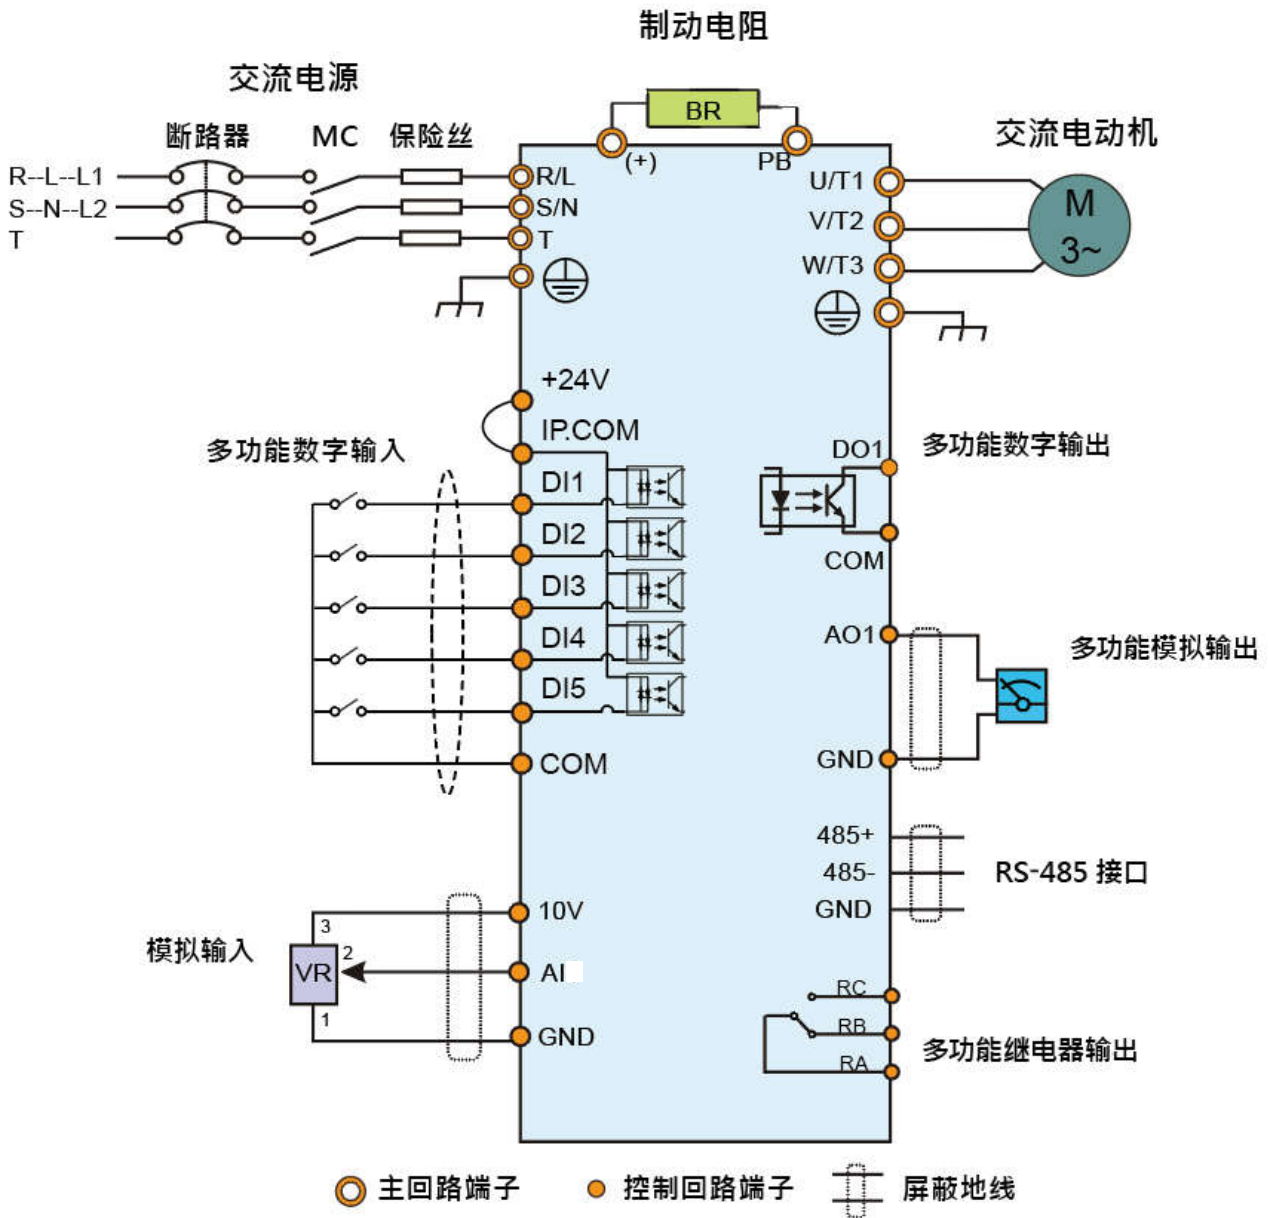 制动电阻
交流电源
BR
断路器 MC 保险丝
交流电动机
(+) PB
R--L--L1 R/L U/T1
S--N--L2 S/N V/T2
T T W/T3
M
3~
+24V
IP.COM
多功能数字输入
DO1 多功能数字输出
DI1
DI2
COM
DI3
DI4
AO1 多功能模拟输出
DI5
COM
GND
485+
485- RS-485 接口
GND
10V
3
模拟输入
VR
2
AI
1
GND
RC
RB
RA
多功能继电器输出
主回路端子 控制回路端子 屏蔽地线